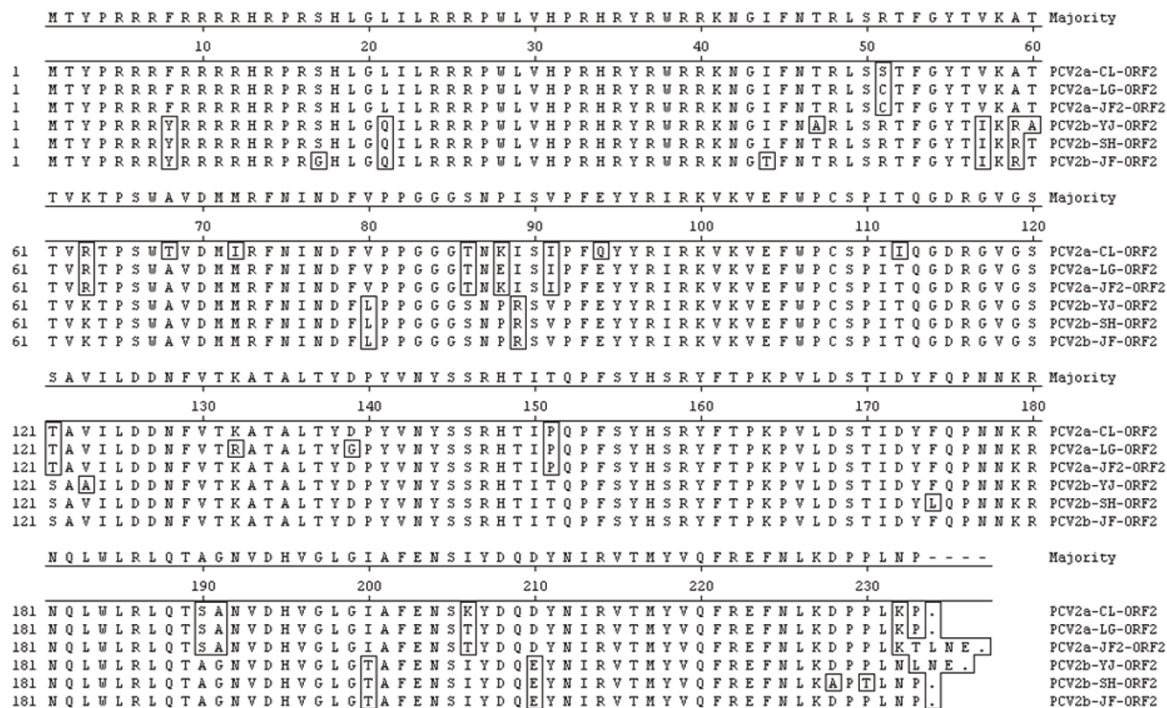 M T Y P R R R F R R R R H R P R S H L G L I L R R R P W L V H P R H R Y R W R R K N G I F N T R L S R T F G Y T V K A T Majority
10 20 30 40 50 60
1 M T Y P R R R F R R R R H R P R S H L G L I L R R R P W L V H P R H R Y R W R R K N G I F N T R L S S T F G Y T V K A T PCV2a-CL-ORF2
1 M T Y P R R R F R R R R H R P R S H L G L I L R R R P W L V H P R H R Y R W R R K N G I F N T R L S C T F G Y T V K A T PCV2a-LG-ORF2
1 M T Y P R R R F R R R R H R P R S H L G L I L R R R P W L V H P R H R Y R W R R K N G I F N T R L S C T F G Y T V K A T PCV2a-JF2-ORF2
1 M T Y P R R R Y R R R R H R P R S H L G Q I L R R R P W L V H P R H R Y R W R R K N G I F N A R L S R T F G Y T I K R A PCV2b-YJ-ORF2
1 M T Y P R R R Y R R R R H R P R S H L G Q I L R R R P W L V H P R H R Y R W R R K N G I F N T R L S R T F G Y T I K R T PCV2b-SH-ORF2
1 M T Y P R R R Y R R R R H R P R G H L G Q I L R R R P W L V H P R H R Y R W R R K N G T F N T R L S R T F G Y T I K R T PCV2b-JF-ORF2
T V K T P S W A V D M M R F N I N D F V P P G G G S N P I S V P F E Y Y R I R K V K V E F W P C S P I T Q G D R G V G S Majority
70 80 90 100 110 120
61 T V R T P S W T V D M I R F N I N D F V P P G G G T N K I S I P F Q Y Y R I R K V K V E F W P C S P I I Q G D R G V G S PCV2a-CL-ORF2
61 T V R T P S W A V D M M R F N I N D F V P P G G G T N E I S I P F E Y Y R I R K V K V E F W P C S P I T Q G D R G V G S PCV2a-LG-ORF2
61 T V R T P S W A V D M M R F N I N D F V P P G G G T N K I S I P F E Y Y R I R K V K V E F W P C S P I T Q G D R G V G S PCV2a-JF2-ORF2
61 T V K T P S W A V D M M R F N I N D F L P P G G G S N P R S V P F E Y Y R I R K V K V E F W P C S P I T Q G D R G V G S PCV2b-YJ-ORF2
61 T V K T P S W A V D M M R F N I N D F L P P G G G S N P R S V P F E Y Y R I R K V K V E F W P C S P I T Q G D R G V G S PCV2b-SH-ORF2
61 T V K T P S W A V D M M R F N I N D F L P P G G G S N P R S V P F E Y Y R I R K V K V E F W P C S P I T Q G D R G V G S PCV2b-JF-ORF2
S A V I L D D N F V T K A T A L T Y D P Y V N Y S S R H T I T Q P F S Y H S R Y F T P K P V L D S T I D Y F Q P N N K R Majority
130 140 150 160 170 180
121 T A V I L D D N F V T K A T A L T Y D P Y V N Y S S R H T I P Q P F S Y H S R Y F T P K P V L D S T I D Y F Q P N N K R PCV2a-CL-ORF2
121 T A V I L D D N F V T R A T A L T Y G P Y V N Y S S R H T I P Q P F S Y H S R Y F T P K P V L D S T I D Y F Q P N N K R PCV2a-LG-ORF2
121 T A V I L D D N F V T K A T A L T Y D P Y V N Y S S R H T I P Q P F S Y H S R Y F T P K P V L D S T I D Y F Q P N N K R PCV2a-JF2-ORF2
121 S A A I L D D N F V T K A T A L T Y D P Y V N Y S S R H T I T Q P F S Y H S R Y F T P K P V L D S T I D Y F Q P N N K R PCV2b-YJ-ORF2
121 S A V I L D D N F V T K A T A L T Y D P Y V N Y S S R H T I T Q P F S Y H S R Y F T P K P V L D S T I D Y L Q P N N K R PCV2b-SH-ORF2
121 S A V I L D D N F V T K A T A L T Y D P Y V N Y S S R H T I T Q P F S Y H S R Y F T P K P V L D S T I D Y F Q P N N K R PCV2b-JF-ORF2
N Q L W L R L Q T A G N V D H V G L G I A F E N S I Y D Q D Y N I R V T M Y V Q F R E F N L K D P P L N P - - - - Majority
190 200 210 220 230
181 N Q L W L R L Q T S A N V D H V G L G I A F E N S K Y D Q D Y N I R V T M Y V Q F R E F N L K D P P L K P . PCV2a-CL-ORF2
181 N Q L W L R L Q T S A N V D H V G L G I A F E N S T Y D Q D Y N I R V T M Y V Q F R E F N L K D P P L K P . PCV2a-LG-ORF2
181 N Q L W L R L Q T S A N V D H V G L G I A F E N S T Y D Q D Y N I R V T M Y V Q F R E F N L K D P P L K T L N E . PCV2a-JF2-ORF2
181 N Q L W L R L Q T A G N V D H V G L G T A F E N S I Y D Q E Y N I R V T M Y V Q F R E F N L K D P P L N L N E . PCV2b-YJ-ORF2
181 N Q L W L R L Q T A G N V D H V G L G T A F E N S I Y D Q E Y N I R V T M Y V Q F R E F N L K A P T L N P . PCV2b-SH-ORF2
181 N Q L W L R L Q T A G N V D H V G L G T A F E N S I Y D Q E Y N I R V T M Y V Q F R E F N L K D P P L N P . PCV2b-JF-ORF2